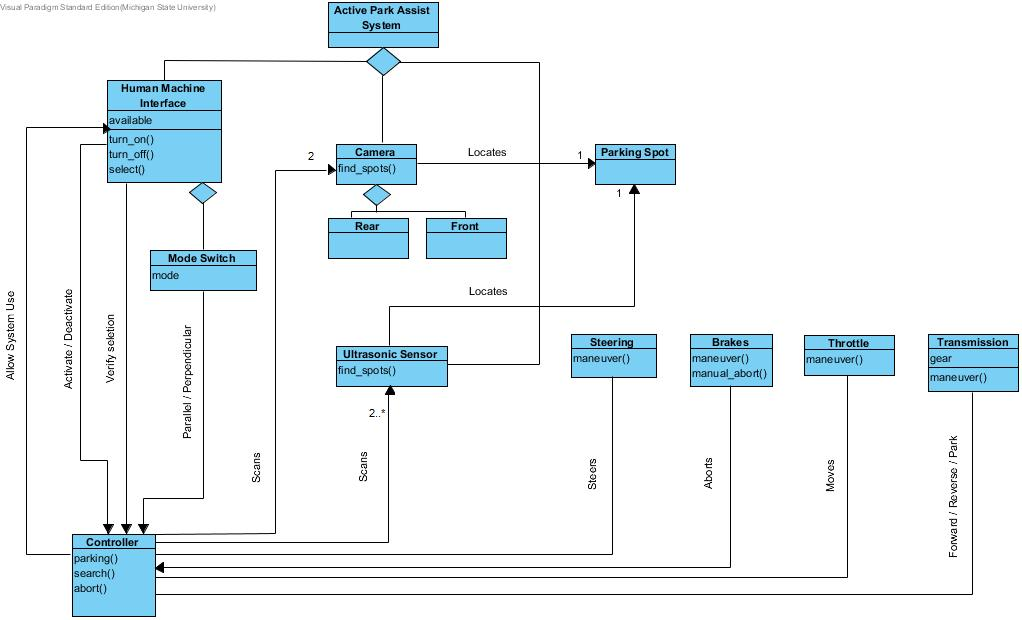 Visual Paradigm Standard Edition(Michigan State University)
Active Park Assist
System
Human Machine
Interface
available
turn_on()
turn_off()
select()
Camera
find_spots()
2
Locates
1
Parking Spot
1
Rear
Front
Mode Switch
mode
Locates
Ultrasonic Sensor
find_spots()
2..*
Steering
maneuver()
Brakes
maneuver()
manual_abort()
Throttle
maneuver()
Transmission
gear
maneuver()
Allow System Use
Activate / Deactivate
Verify seletion
Parallel / Perpendicular
Scans
Scans
Steers
Aborts
Moves
Forward / Reverse / Park
Controller
parking()
search()
abort()